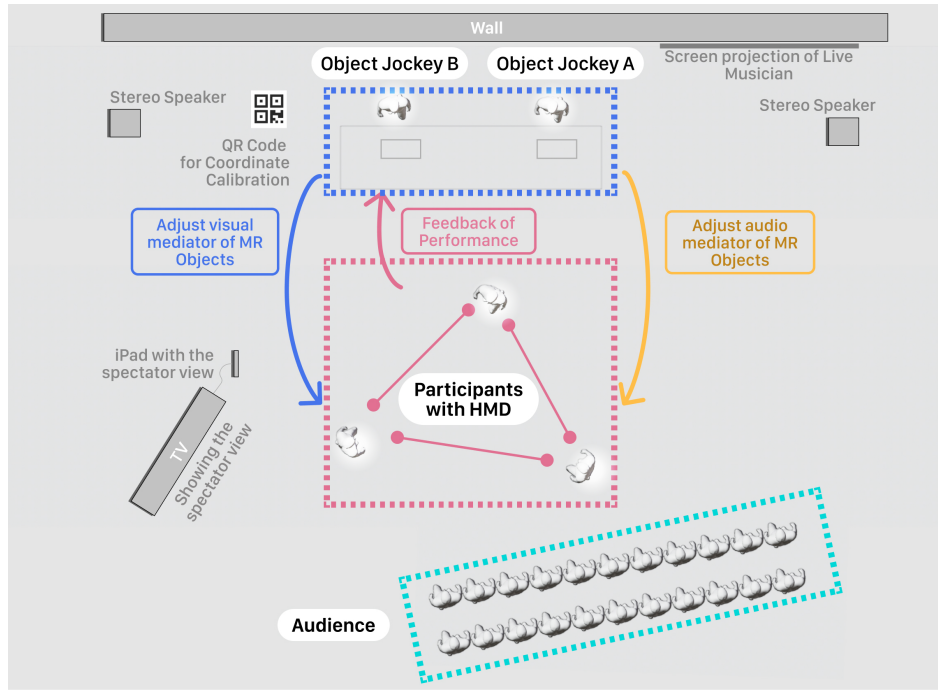 Wall
Object Jockey B
Object Jockey A
Screen projection of Live
Musician
Stereo Speaker
Stereo Speaker
QR Code
for Coordinate
Calibration
Adjust visual
mediator of MR
Objects
Feedback of
Performance
Adjust audio
mediator of MR
Objects
iPad with the
spectator view
Participants
with HMD
TV
Showing the
spectator view
Audience